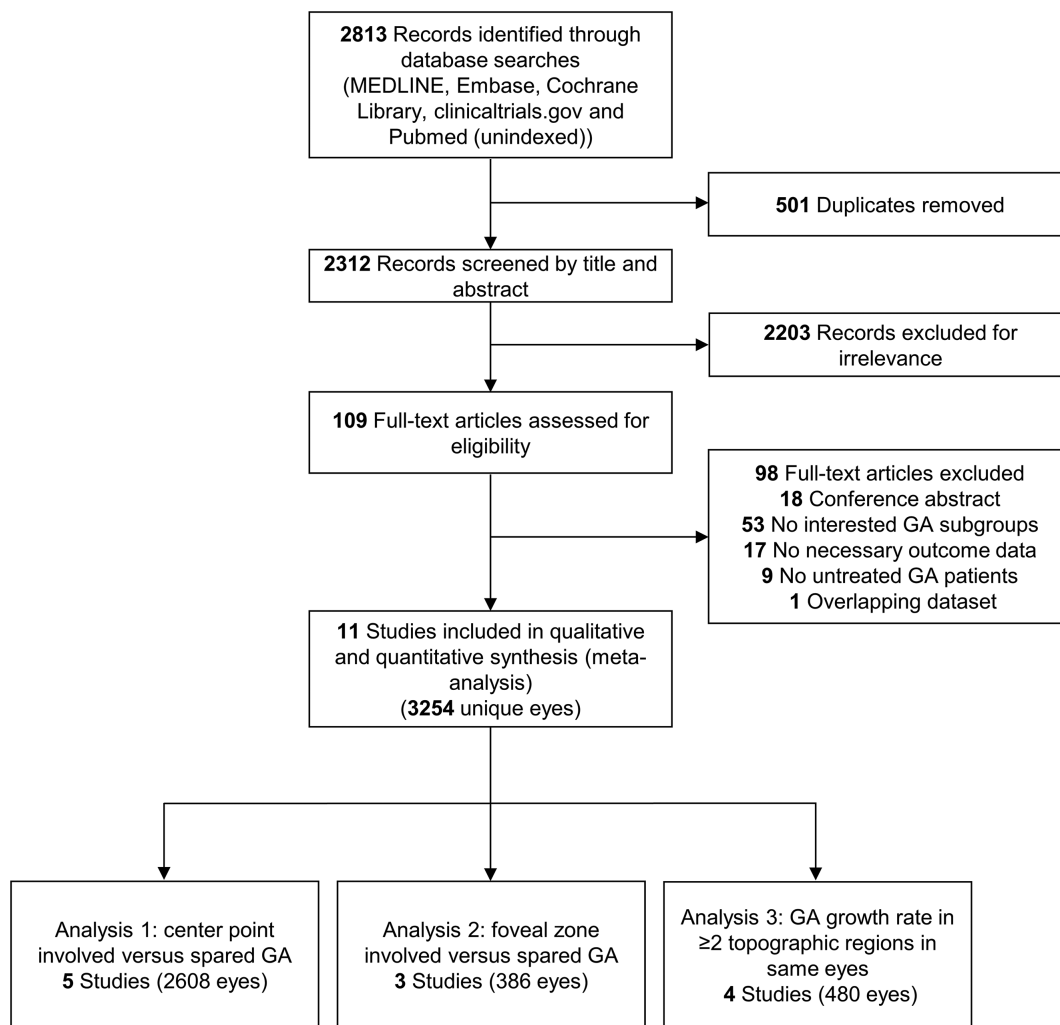 2813 Records identified through
database searches
(MEDLINE, Embase, Cochrane
Library, clinicaltrials.gov and
Pubmed (unindexed))
501 Duplicates removed
2312 Records screened by title and
abstract
2203 Records excluded for
irrelevance
109 Full-text articles assessed for
eligibility
98 Full-text articles excluded
18 Conference abstract
53 No interested GA subgroups
17 No necessary outcome data
9 No untreated GA patients
1 Overlapping dataset
11 Studies included in qualitative
and quantitative synthesis (meta-
analysis)
(3254 unique eyes)
Analysis 1: center point
involved versus spared GA
5 Studies (2608 eyes)
Analysis 2: foveal zone
involved versus spared GA
3 Studies (386 eyes)
Analysis 3: GA growth rate in
≥2 topographic regions in
same eyes
4 Studies (480 eyes)